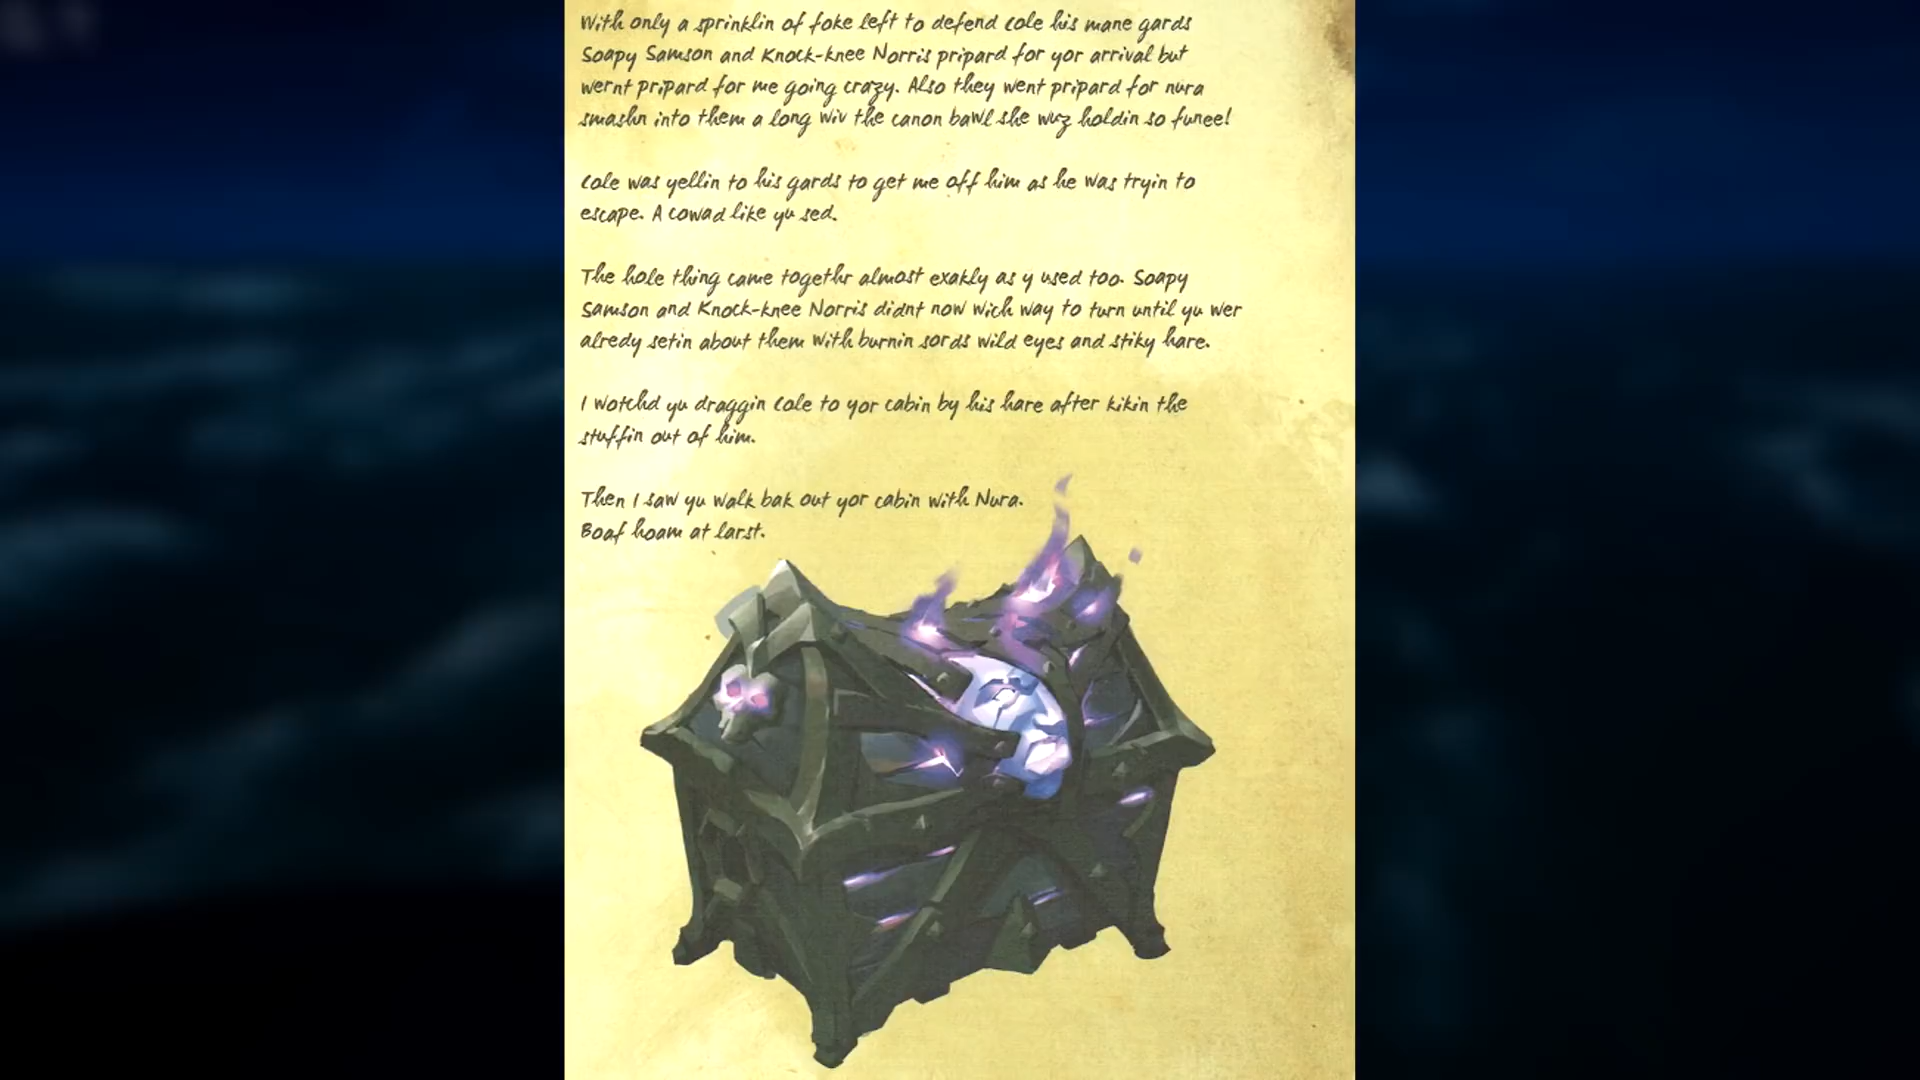 With only a sprinklin of foke left to defend Cole his mane gards
Soapy Samson and Knock-knee Norris pripard for yor arrival but
wernt pripard for me going crazy. Also they went pripard for nura
smashn into them a long wiv the canon bawl she wuz holdin so funee!
Cole was yellin to his gards to get me off him as he was tryin to
escape. A cowad like yu sed.
The hole thing came togethr almost exakly as y used too. Soapy
Samson and Knock-knee Norris didnt now wich way to turn until yu wer
alredy setin about them with burnin sords wild eyes and stiky hare.
I wotchd yu draggin Cole to yor cabin by his hare after kikin the
stuffin out of him.
Then I saw yu walk bak out yor cabin with Nura.
Boaf hoam at larst.